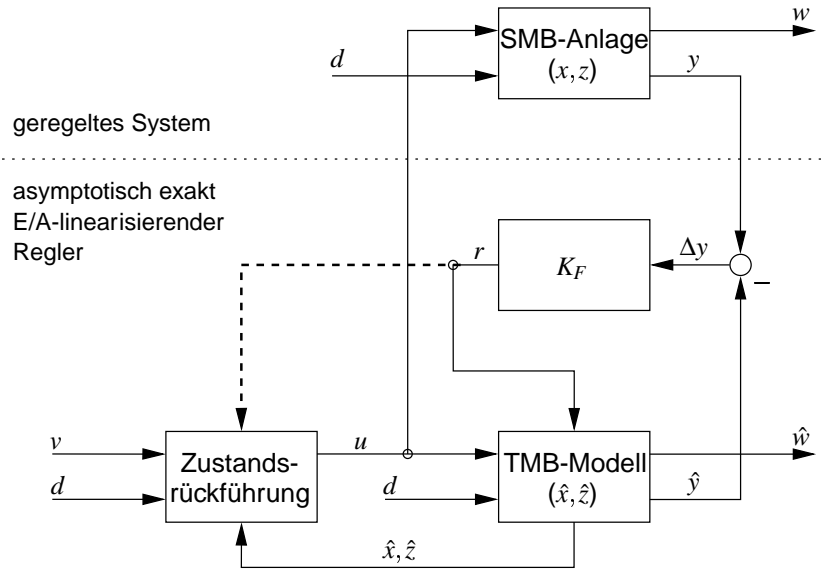 SMB-Anlage
(x,z)
w
d
y
geregeltes System
asymptotisch exakt
E/A-linearisierender
Regler
r
K_F
Δy
−
v
d
Zustands-
rückführung
u
d
TMB-Modell
(x̂,ẑ)
ŵ
ŷ
x̂,ẑ